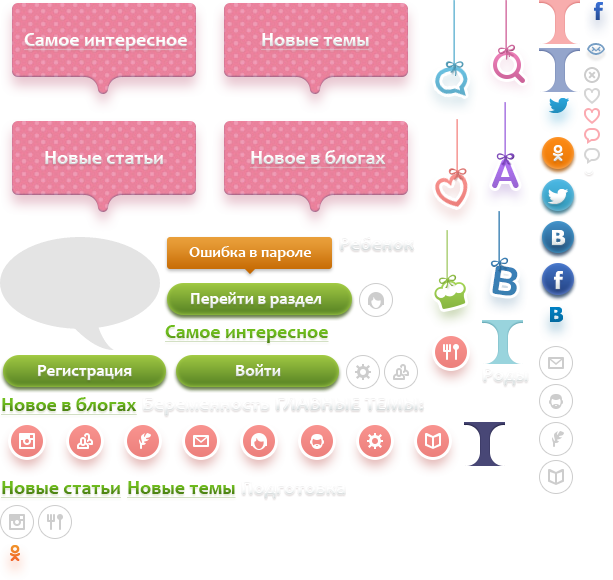 Самое интересное
Новые темы
Новые статьи
Новое в блогах
Ошибка в пароле
Ребенок
Перейти в раздел
Самое интересное
Регистрация
Войти
Роды
Новое в блогах
Беременность
ГЛАВНЫЕ ТЕМЫ
Новые статьи
Новые темы
Подготовка